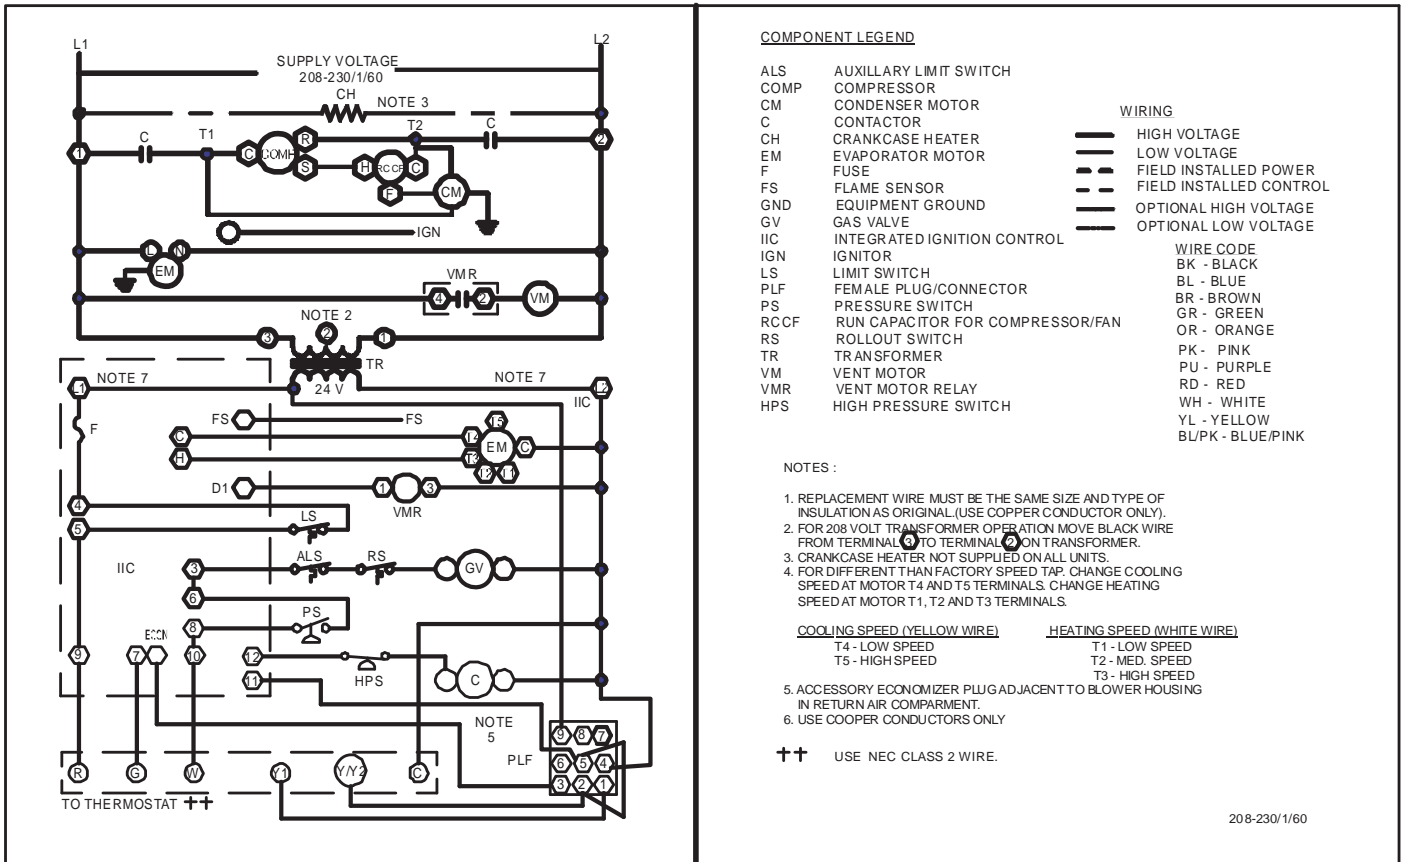 L1
L2
SUPPLY VOLTAGE
208-230/1/60
CH
NOTE 3
C
T1
T2
C
1
C
COMP
R
S
H
RCCF
C
F
CM
2
IGN
L
N
EM
VMR
4
2
VM
NOTE 2
3
2
1
TR
24 V
L1
NOTE 7
NOTE 7
L2
IIC
F
FS
FS
C
H
T5
T4
T3
EM
C
T2
T1
D1
1
3
VMR
4
5
LS
IIC
3
ALS
RS
GV
6
8
PS
ECON
9
7
10
12
11
HPS
C
NOTE
5
PLF
9
8
7
6
5
4
3
2
1
R
G
W
Y1
Y/Y2
C
TO THERMOSTAT ++
COMPONENT LEGEND
ALS AUXILLARY LIMIT SWITCH
COMP COMPRESSOR
CM CONDENSER MOTOR
C CONTACTOR
CH CRANKCASE HEATER
EM EVAPORATOR MOTOR
F FUSE
FS FLAME SENSOR
GND EQUIPMENT GROUND
GV GAS VALVE
IIC INTEGRATED IGNITION CONTROL
IGN IGNITOR
LS LIMIT SWITCH
PLF FEMALE PLUG/CONNECTOR
PS PRESSURE SWITCH
RCCF RUN CAPACITOR FOR COMPRESSOR/FAN
RS ROLLOUT SWITCH
TR TRANSFORMER
VM VENT MOTOR
VMR VENT MOTOR RELAY
HPS HIGH PRESSURE SWITCH
WIRING
HIGH VOLTAGE
LOW VOLTAGE
FIELD INSTALLED POWER
FIELD INSTALLED CONTROL
OPTIONAL HIGH VOLTAGE
OPTIONAL LOW VOLTAGE
WIRE CODE
BK - BLACK
BL - BLUE
BR - BROWN
GR - GREEN
OR - ORANGE
PK - PINK
PU - PURPLE
RD - RED
WH - WHITE
YL - YELLOW
BL/PK - BLUE/PINK
NOTES :
1. REPLACEMENT WIRE MUST BE THE SAME SIZE AND TYPE OF
INSULATION AS ORIGINAL.(USE COPPER CONDUCTOR ONLY).
2. FOR 208 VOLT TRANSFORMER OPERATION MOVE BLACK WIRE
FROM TERMINAL 3 TO TERMINAL 2 ON TRANSFORMER.
3. CRANKCASE HEATER NOT SUPPLIED ON ALL UNITS.
4. FOR DIFFERENT THAN FACTORY SPEED TAP. CHANGE COOLING
SPEED AT MOTOR T4 AND T5 TERMINALS. CHANGE HEATING
SPEED AT MOTOR T1, T2 AND T3 TERMINALS.
COOLING SPEED (YELLOW WIRE)
T4 - LOW SPEED
T5 - HIGH SPEED
HEATING SPEED (WHITE WIRE)
T1 - LOW SPEED
T2 - MED. SPEED
T3 - HIGH SPEED
5. ACCESSORY ECONOMIZER PLUG ADJACENT TO BLOWER HOUSING
IN RETURN AIR COMPARMENT.
6. USE COOPER CONDUCTORS ONLY
++ USE NEC CLASS 2 WIRE.
208-230/1/60